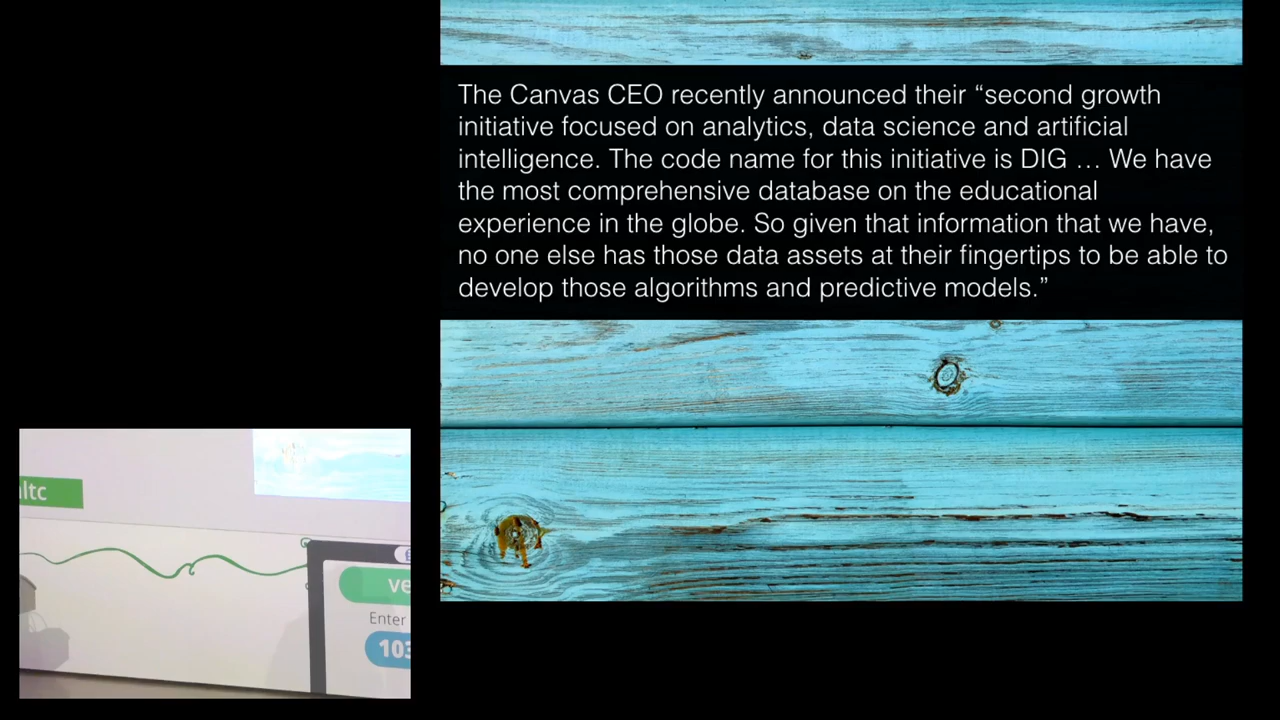 The Canvas CEO recently announced their “second growth
initiative focused on analytics, data science and artificial
intelligence. The code name for this initiative is DIG … We have
the most comprehensive database on the educational
experience in the globe. So given that information that we have,
no one else has those data assets at their fingertips to be able to
develop those algorithms and predictive models.”
Enter